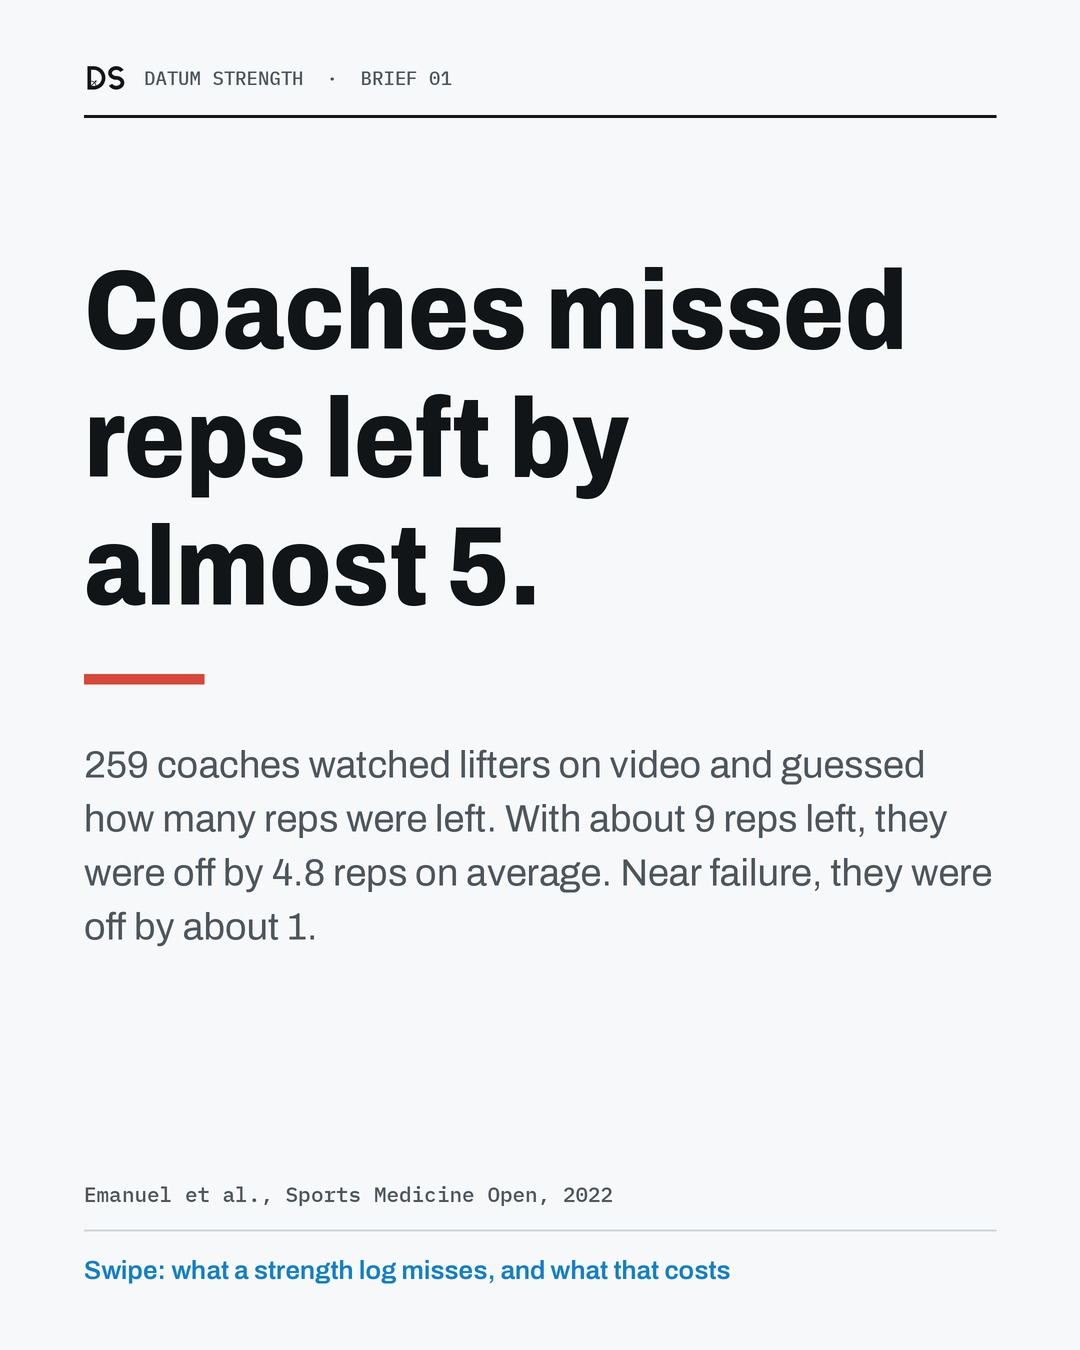 DS DATUM STRENGTH · BRIEF 01
Coaches missed
reps left by
almost 5.
259 coaches watched lifters on video and guessed
how many reps were left. With about 9 reps left, they
were off by 4.8 reps on average. Near failure, they were
off by about 1.
Emanuel et al., Sports Medicine Open, 2022
Swipe: what a strength log misses, and what that costs